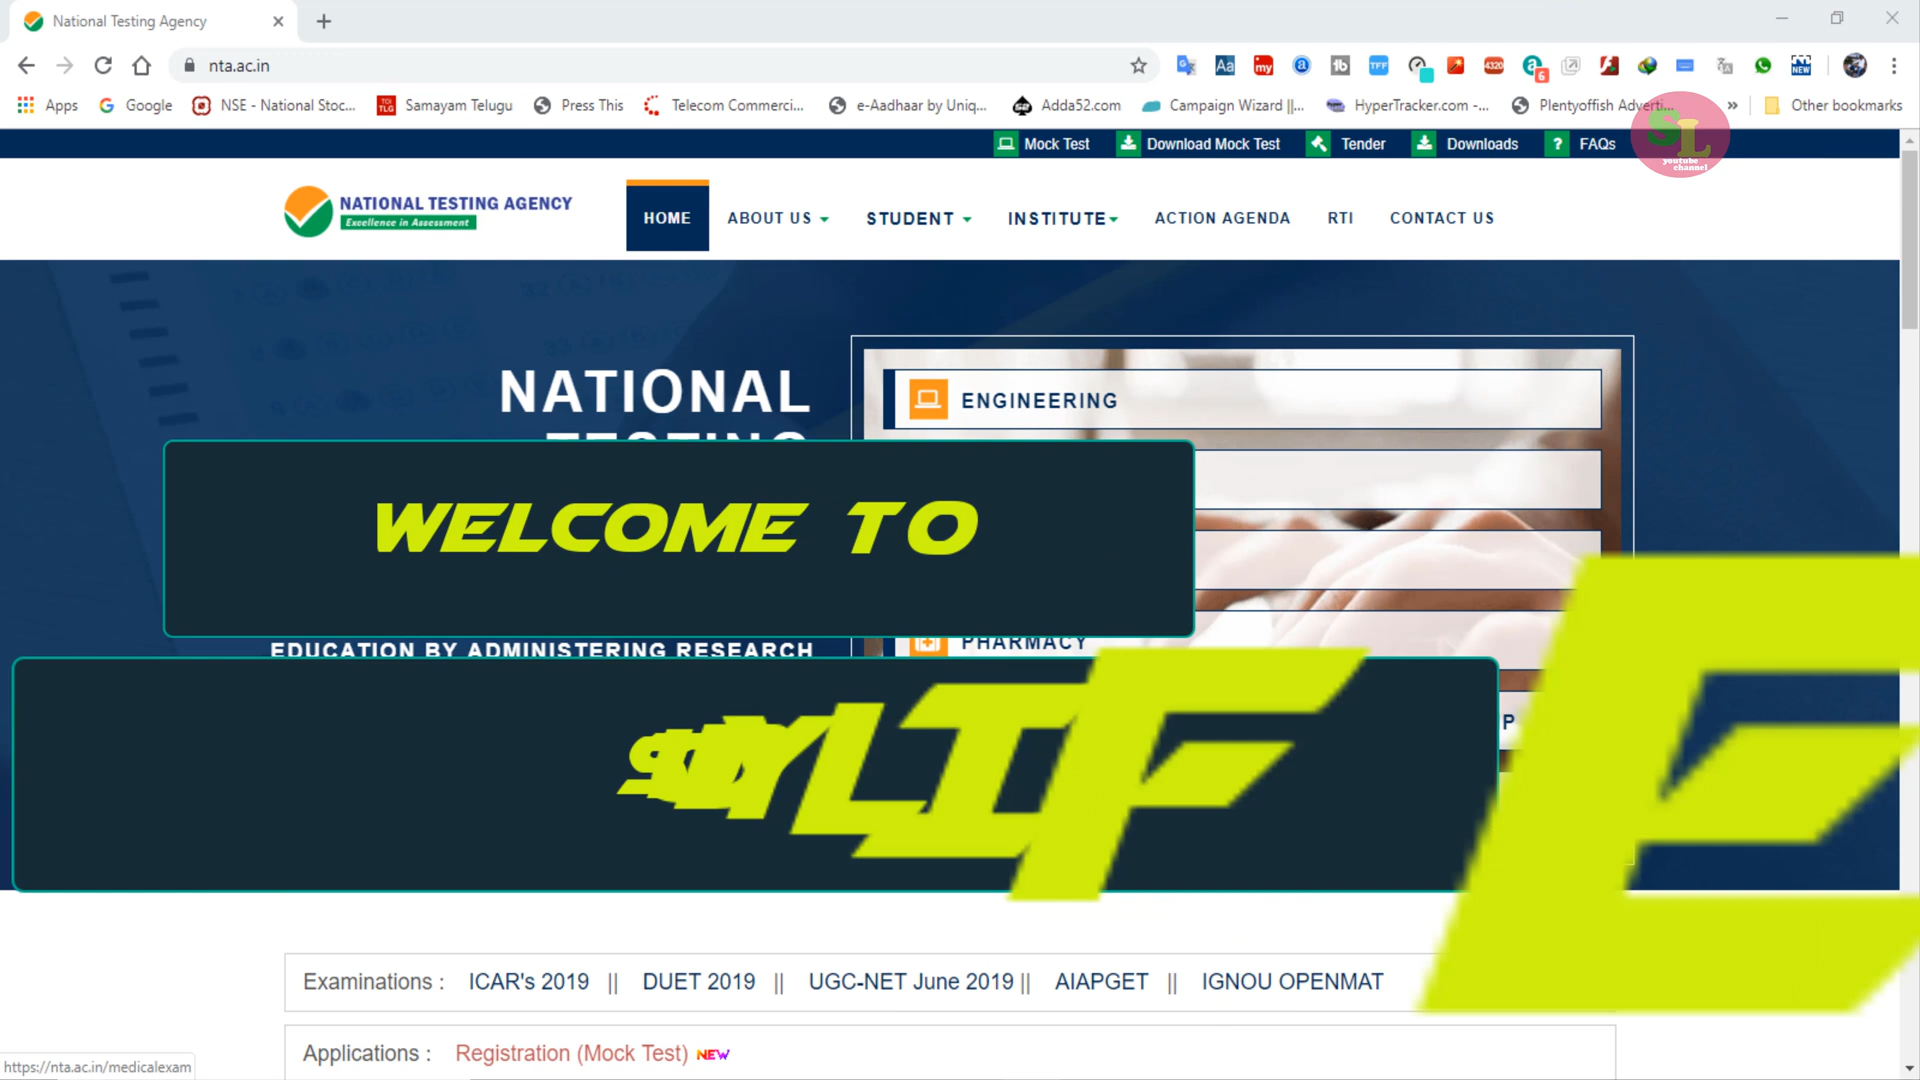 National Testing Agency
nta.ac.in
Apps Google NSE - National Stoc... Samayam Telugu Press This Telecom Commerci... e-Aadhaar by Uniq... Adda52.com Campaign Wizard ||... HyperTracker.com -... Plentyoffish Adverti... » Other bookmarks
Mock Test Download Mock Test Tender Downloads ? FAQs
SL
youtube
channel
NATIONAL TESTING AGENCY
Excellence in Assessment
HOME ABOUT US STUDENT INSTITUTE ACTION AGENDA RTI CONTACT US
NATIONAL
TESTING
ENGINEERING
WELCOME TO
EDUCATION BY ADMINISTERING RESEARCH
PHARMACY
P
Examinations : ICAR's 2019 || DUET 2019 || UGC-NET June 2019 || AIAPGET || IGNOU OPENMAT
Applications : Registration (Mock Test) NEW
https://nta.ac.in/medicalexam